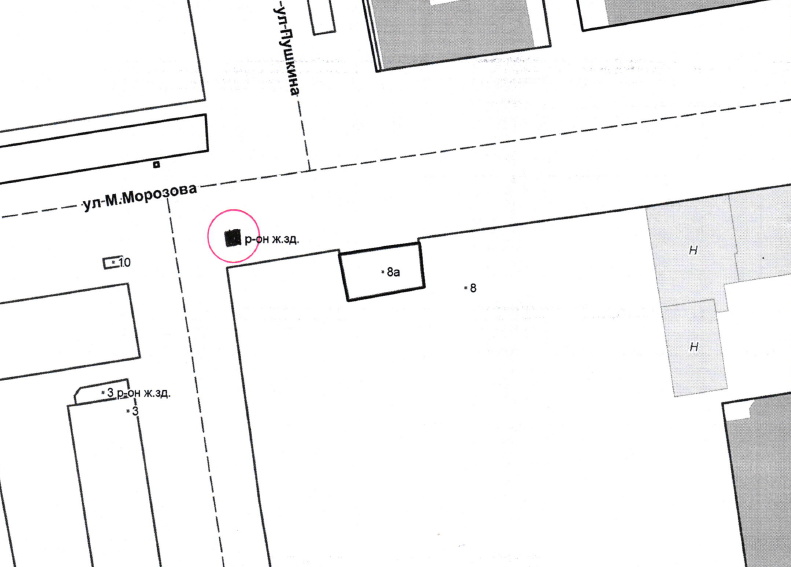 ул Пушкина
ул М.Морозова
р-он ж.зд.
10
8а
8
Н
Н
3 р-он ж.зд.
3